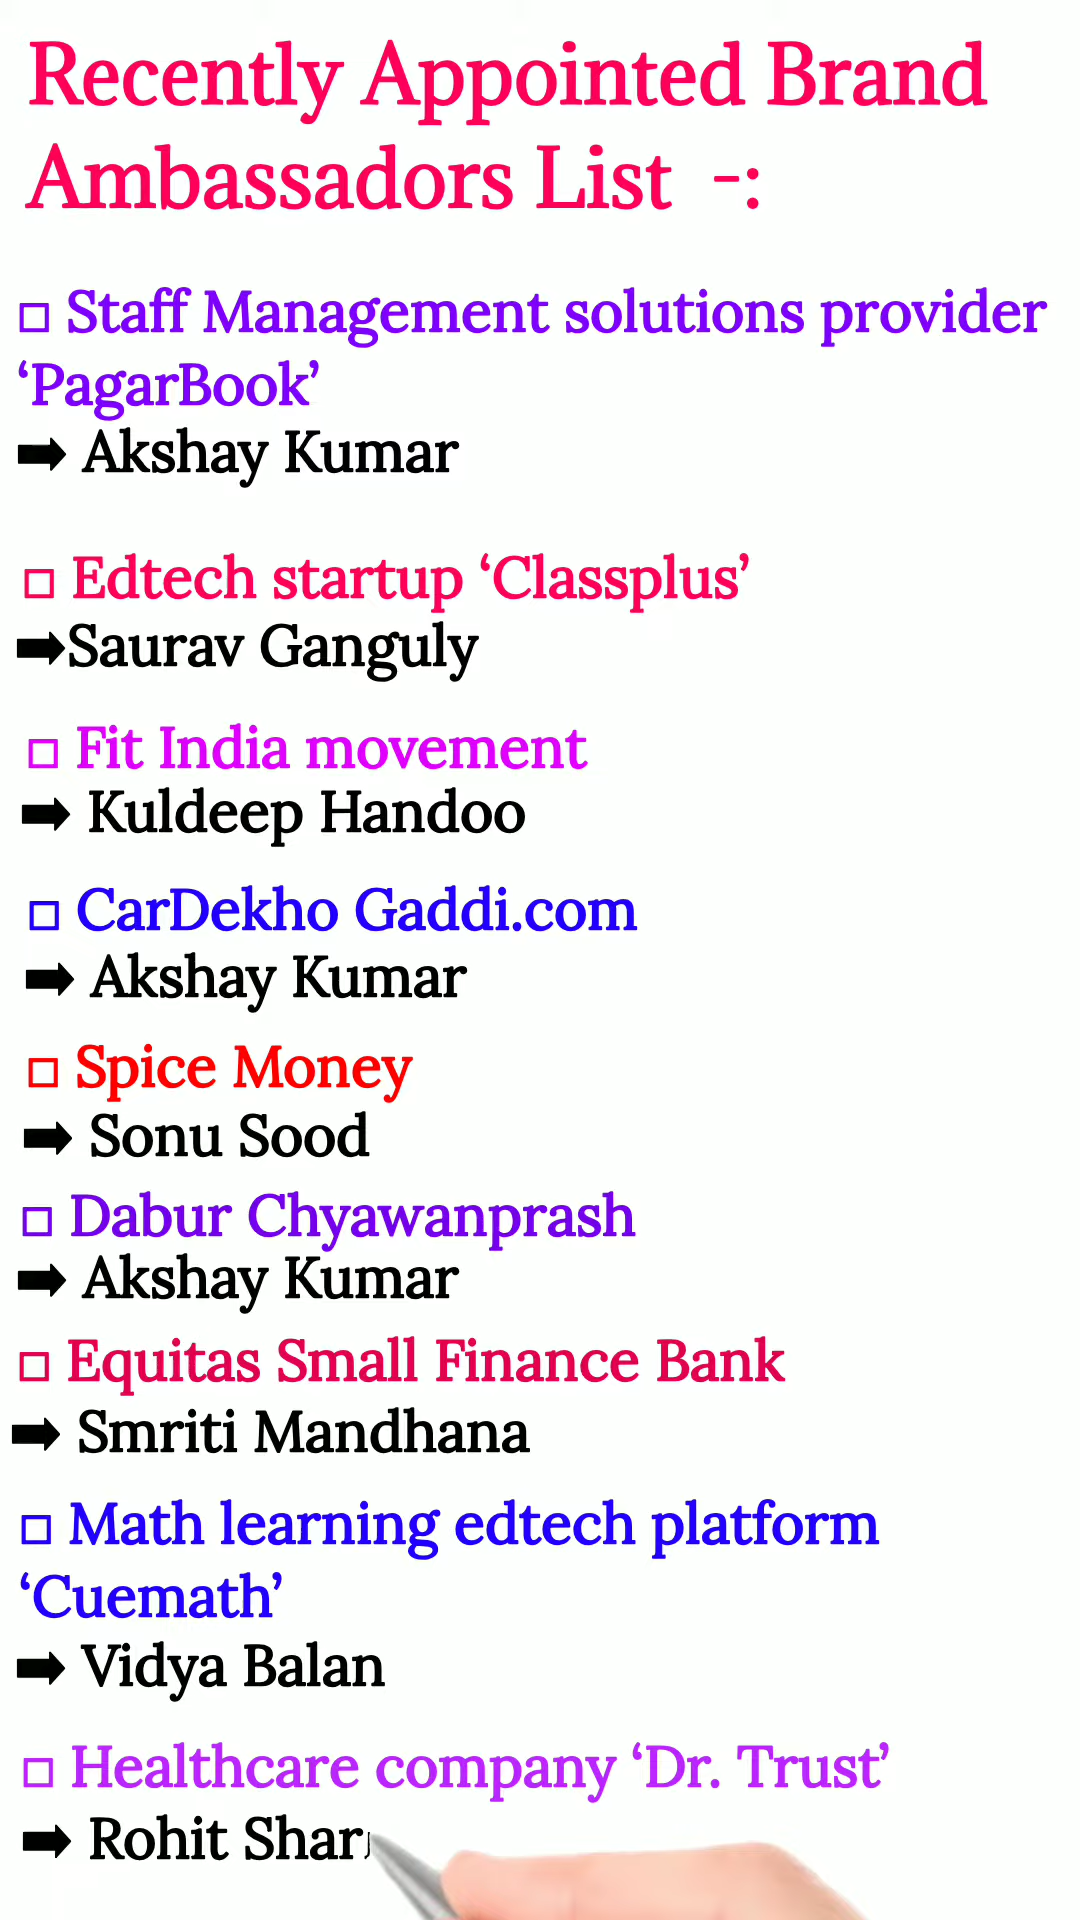 Recently Appointed Brand
Ambassadors List -:
□ Staff Management solutions provider
‘PagarBook’
➡ Akshay Kumar
□ Edtech startup ‘Classplus’
➡Saurav Ganguly
□ Fit India movement
➡ Kuldeep Handoo
□ CarDekho Gaddi.com
➡ Akshay Kumar
□ Spice Money
➡ Sonu Sood
□ Dabur Chyawanprash
➡ Akshay Kumar
□ Equitas Small Finance Bank
➡ Smriti Mandhana
□ Math learning edtech platform
‘Cuemath’
➡ Vidya Balan
□ Healthcare company ‘Dr. Trust’
➡ Rohit Shar